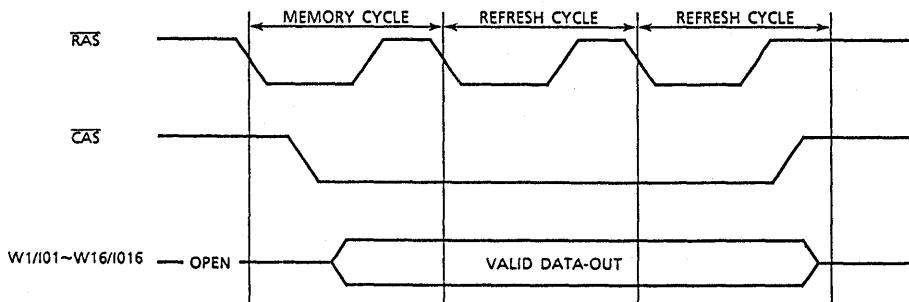 MEMORY CYCLE REFRESH CYCLE REFRESH CYCLE
RAS
CAS
W1/I01~W16/I016 OPEN VALID DATA-OUT